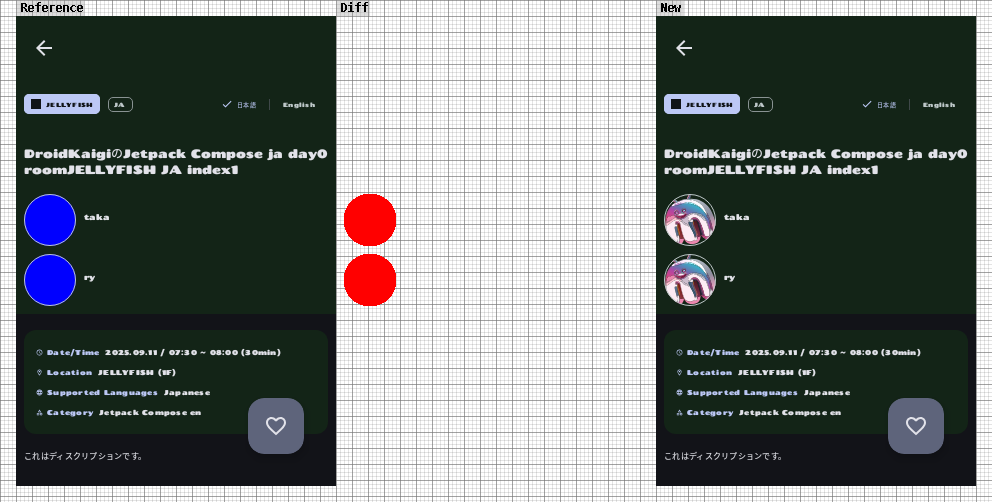 Reference
Diff
New
JELLYFISH
JA
日本語
English
DroidKaigiのJetpack Compose ja day0
roomJELLYFISH JA index1
taka
ry
Date/Time 2025.09.11 / 07:30 ~ 08:00 (30min)
Location JELLYFISH (1F)
Supported Languages Japanese
Category Jetpack Compose en
これはディスクリプションです。
JELLYFISH
JA
日本語
English
DroidKaigiのJetpack Compose ja day0
roomJELLYFISH JA index1
taka
ry
Date/Time 2025.09.11 / 07:30 ~ 08:00 (30min)
Location JELLYFISH (1F)
Supported Languages Japanese
Category Jetpack Compose en
これはディスクリプションです。